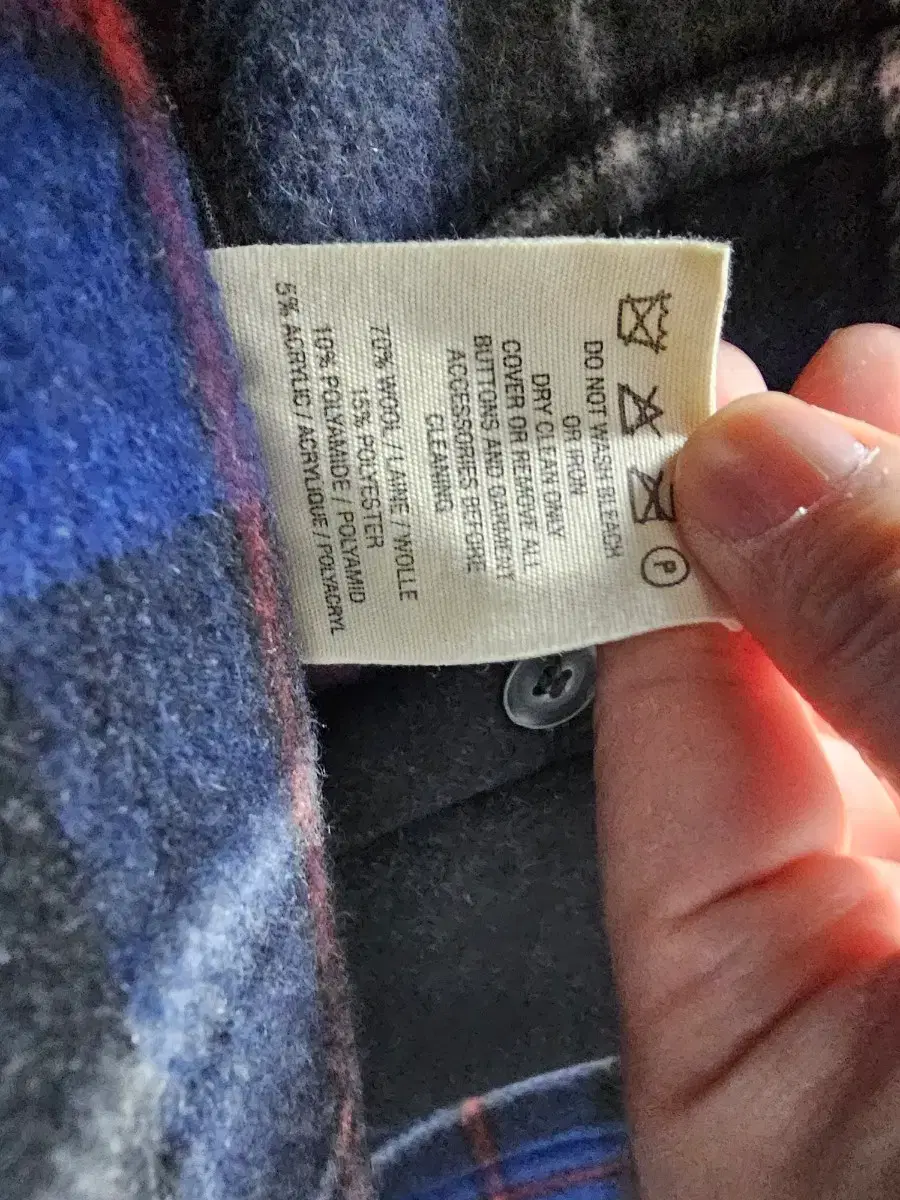 P
DO NOT WASH BLEACH
OR IRON
DRY CLEAN ONLY
COVER OR REMOVE ALL
BUTTONS AND GARMENT
ACCESSORIES BEFORE
CLEANING
70% WOOL / LAINE / WOLLE
15% POLYESTER
10% POLYAMIDE / POLYAMID
5% ACRYLIC / ACRYLIQUE / POLYACRYL